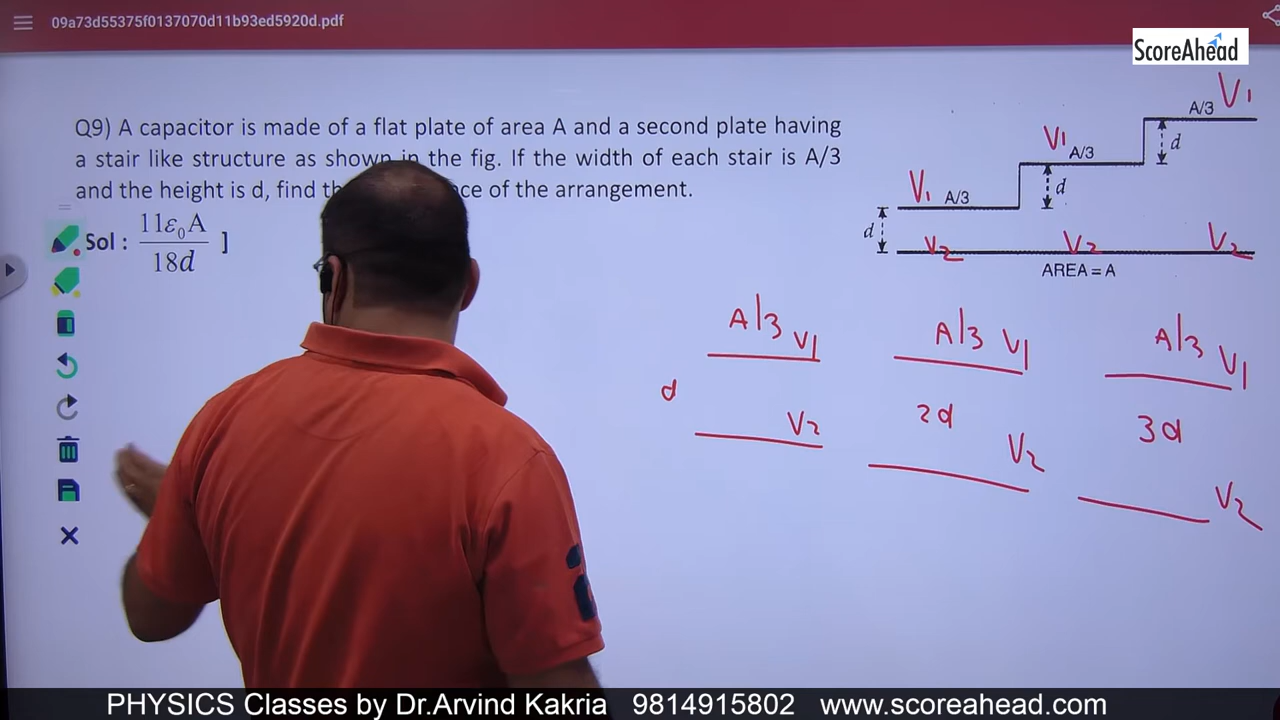 09a73d55375f0137070d11b93ed5920d.pdf
ScoreAhead
Q9) A capacitor is made of a flat plate of area A and a second plate having
a stair like structure as shown in the fig. If the width of each stair is A/3
and the height is d, find th ce of the arrangement.
Sol : 11ε₀A / 18d ]
A/3 V1
V1 A/3 d
V1 A/3 d
d
V2 V2 V2
AREA = A
A/3 V1 A/3 V1 A/3 V1
d 2d 3d
V2 V2 V2
PHYSICS Classes by Dr.Arvind Kakria 9814915802 www.scoreahead.com